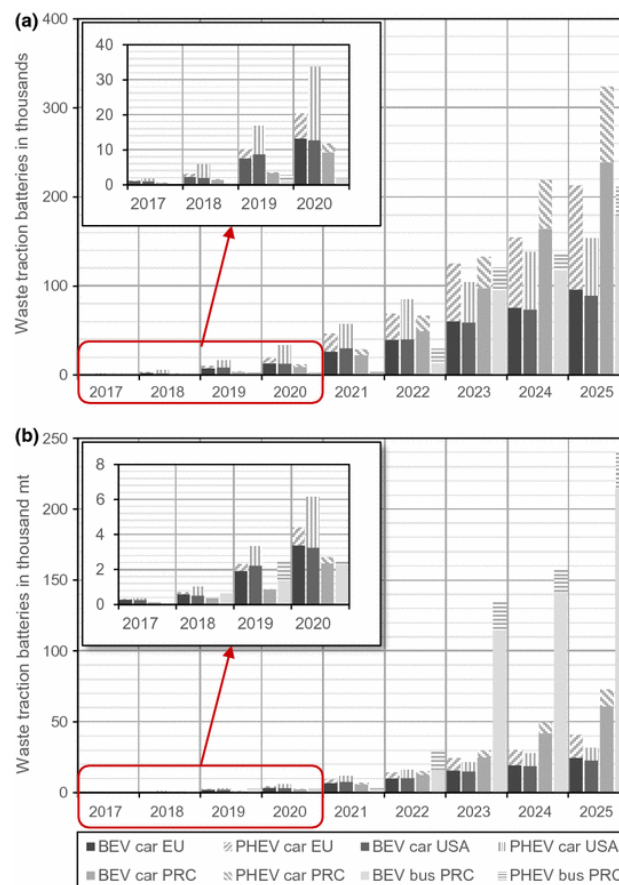 (a)
Waste traction batteries in thousands
400
300
200
100
0
40
30
20
10
0
2017 2018 2019 2020
2017 2018 2019 2020 2021 2022 2023 2024 2025
(b)
Waste traction batteries in thousand mt
250
200
150
100
50
0
8
6
4
2
0
2017 2018 2019 2020
2017 2018 2019 2020 2021 2022 2023 2024 2025
BEV car EU PHEV car EU BEV car USA PHEV car USA
BEV car PRC PHEV car PRC BEV bus PRC PHEV bus PRC